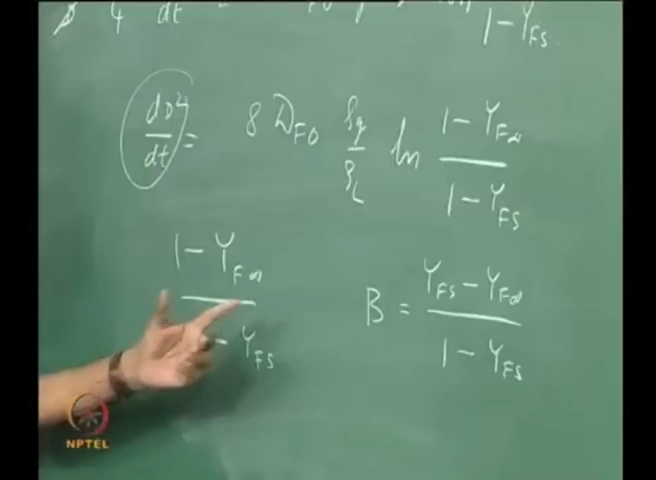 1 - Y_FS
dD²/dt = 8 D_FO ρ_g/ρ_L ln (1 - Y_F∞)/(1 - Y_FS)
(1 - Y_F∞)/( - Y_FS)
B = (Y_FS - Y_F∞)/(1 - Y_FS)
NPTEL